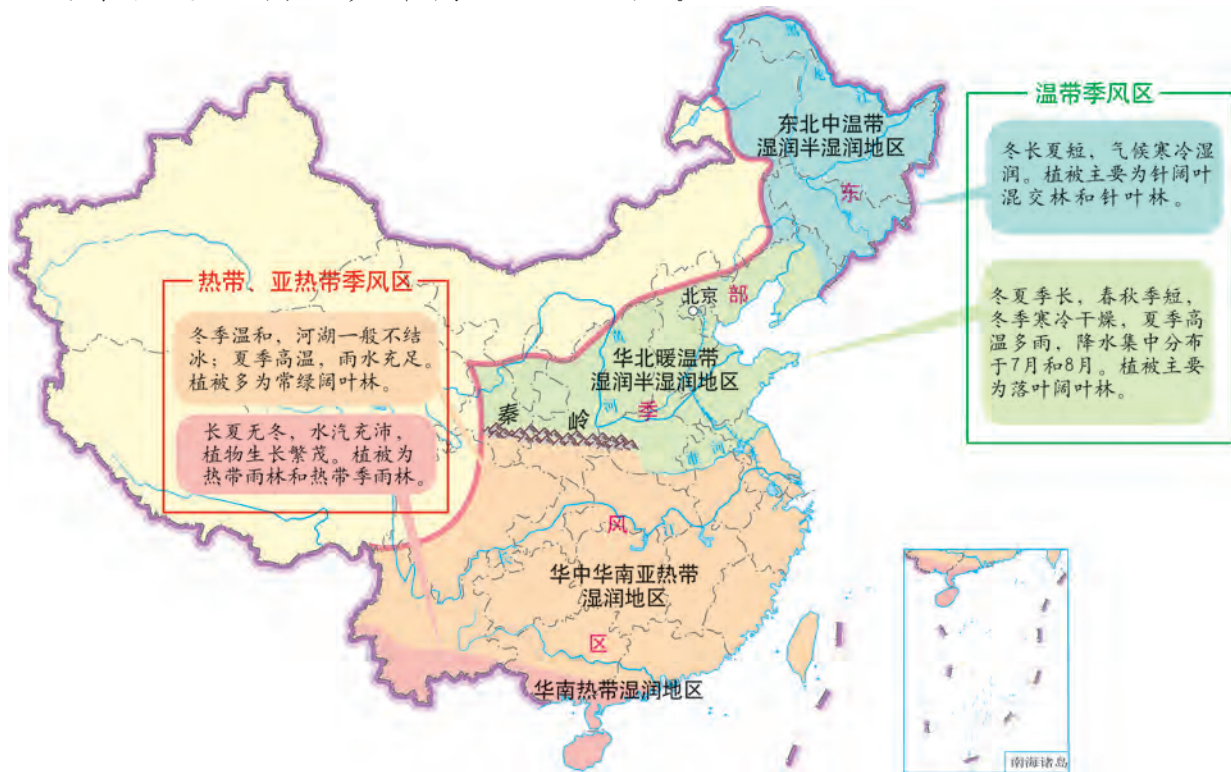 黑
龙
江
温带季风区
东北中温带
湿润半湿润地区
冬长夏短，气候寒冷湿
润。植被主要为针阔叶
混交林和针叶林。
东
热带、亚热带季风区
北京
部
冬夏季长，春秋季短，
冬季寒冷干燥，夏季高
温多雨，降水集中分布
于7月和8月。植被主要
为落叶阔叶林。
冬季温和，河湖一般不结
冰；夏季高温，雨水充足。
植被多为常绿阔叶林。
黄
华北暖温带
湿润半湿润地区
河
季
秦岭
长夏无冬，水汽充沛，
植物生长繁茂。植被为
热带雨林和热带季雨林。
淮河
风
江
华中华南亚热带
湿润地区
区
华南热带湿润地区
南海诸岛